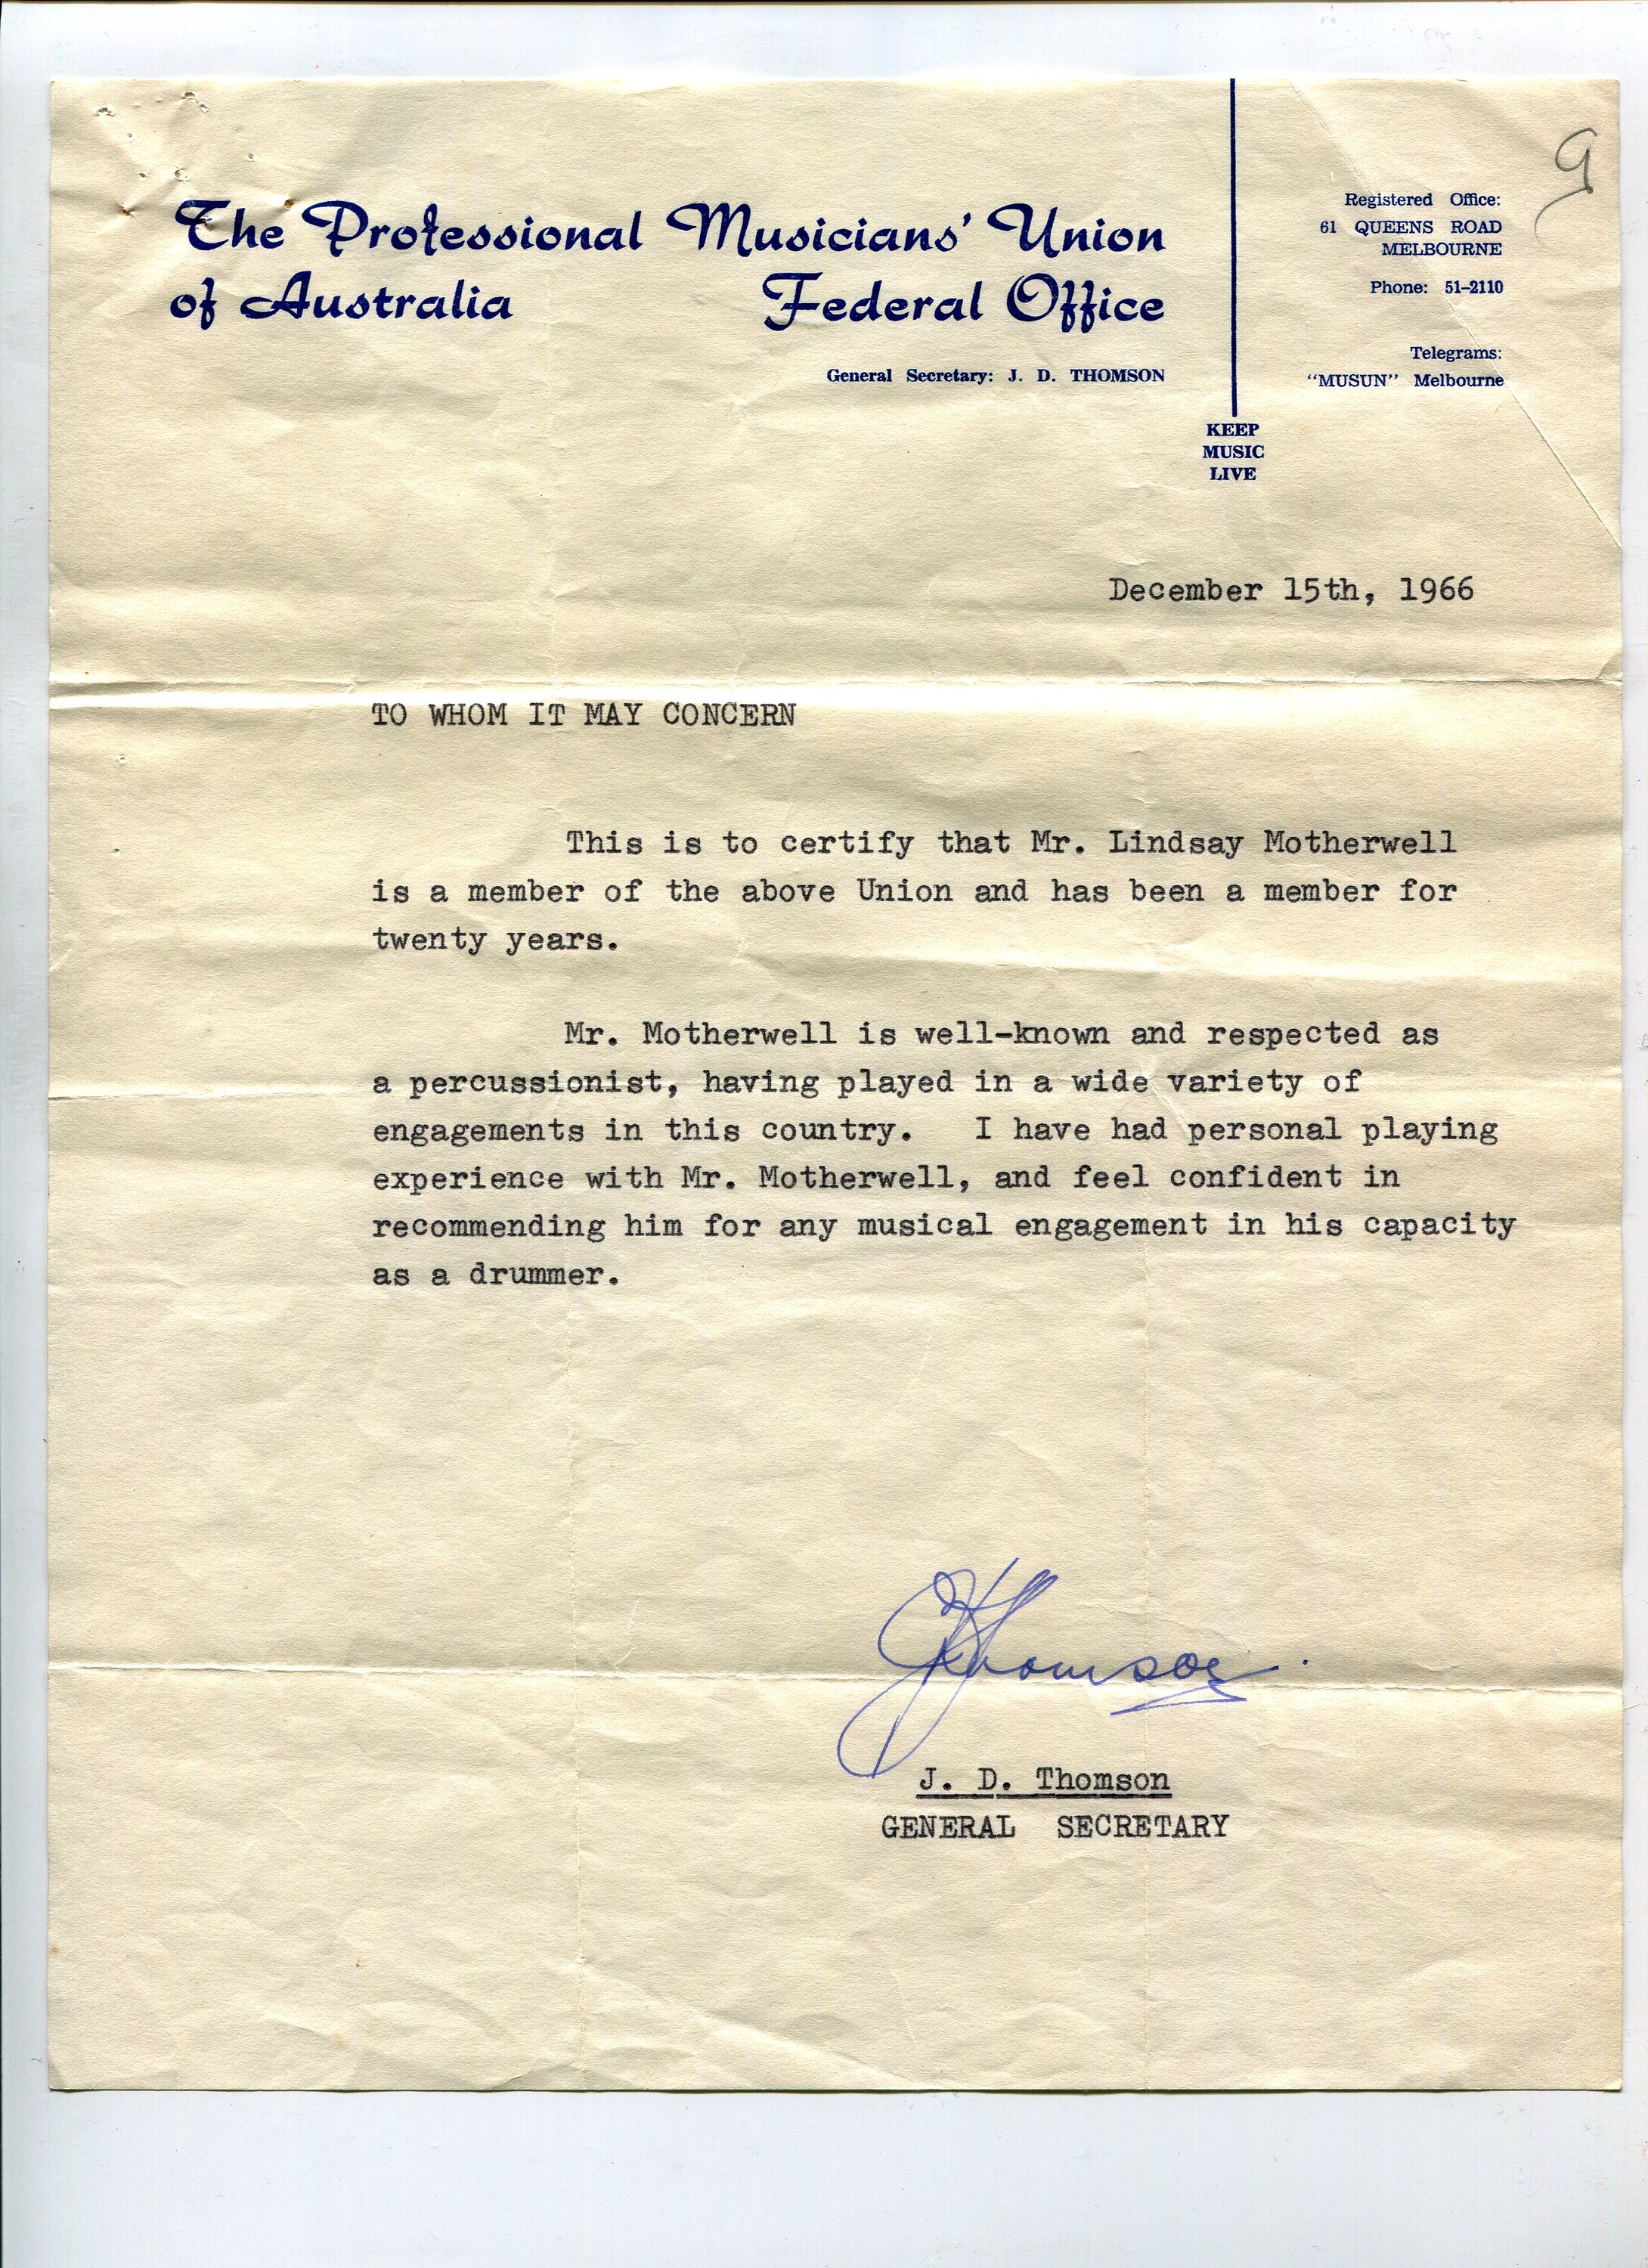 The Professional Musicians' Union
of Australia Federal Office
General Secretary: J. D. THOMSON
Registered Office:
61 QUEENS ROAD
MELBOURNE
Phone: 51-2110
Telegrams:
"MUSUN" Melbourne
KEEP
MUSIC
LIVE
December 15th, 1966
TO WHOM IT MAY CONCERN
This is to certify that Mr. Lindsay Motherwell
is a member of the above Union and has been a member for
twenty years.
Mr. Motherwell is well-known and respected as
a percussionist, having played in a wide variety of
engagements in this country. I have had personal playing
experience with Mr. Motherwell, and feel confident in
recommending him for any musical engagement in his capacity
as a drummer.
JDThomson
J. D. Thomson
GENERAL SECRETARY